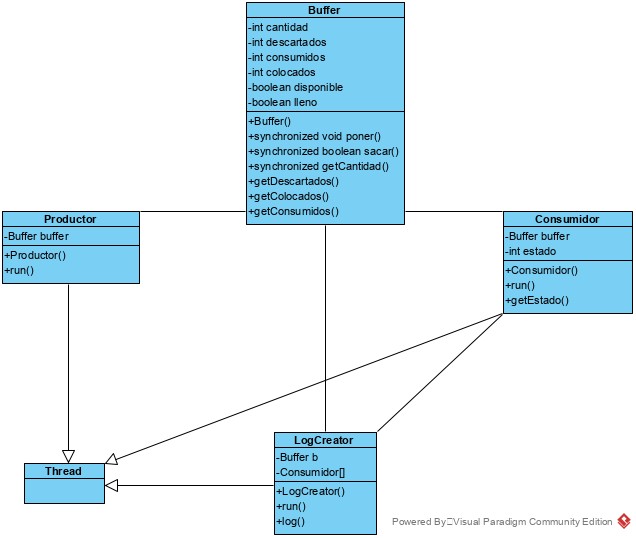 Buffer
-int cantidad
-int descartados
-int consumidos
-int colocados
-boolean disponible
-boolean lleno
+Buffer()
+synchronized void poner()
+synchronized boolean sacar()
+synchronized getCantidad()
+getDescartados()
+getColocados()
+getConsumidos()
Productor
-Buffer buffer
+Productor()
+run()
Consumidor
-Buffer buffer
-int estado
+Consumidor()
+run()
+getEstado()
Thread
LogCreator
-Buffer b
-Consumidor[]
+LogCreator()
+run()
+log()
Powered By Visual Paradigm Community Edition